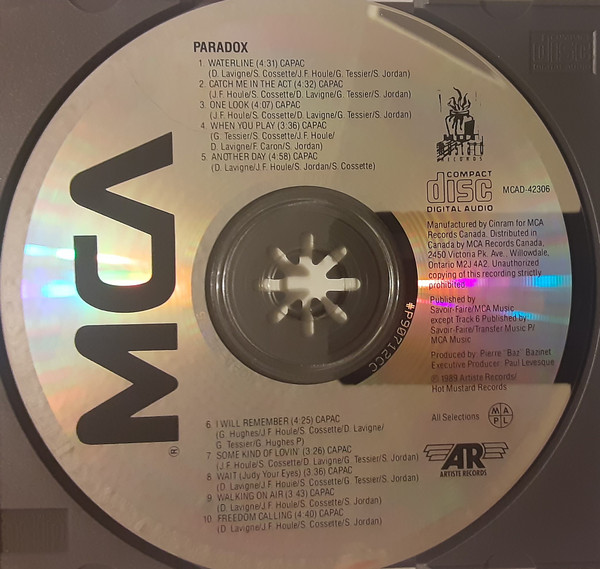 PARADOX
1. WATERLINE (4:31) CAPAC
(D. Lavigne/S. Cossette/J.F. Houle/G. Tessier/S. Jordan)
2. CATCH ME IN THE ACT (4:32) CAPAC
(J.F. Houle/S. Cossette/D. Lavigne/G. Tessier/S. Jordan)
3. ONE LOOK (4:07) CAPAC
(J.F. Houle/S. Cossette/D. Lavigne/G. Tessier/S. Jordan)
4. WHEN YOU PLAY (3:36) CAPAC
(G. Tessier/S. Cossette/J.F. Houle/
D. Lavigne/F. Caron/S. Jordan)
5. ANOTHER DAY (4:58) CAPAC
(D. Lavigne/J.F. Houle/S. Jordan/S. Cossette)
HOT
MUSTARD
RECORDS
COMPACT
disc
DIGITAL AUDIO
MCAD-42306
MCA
®
Manufactured by Cinram for MCA
Records Canada. Distributed in
Canada by MCA Records Canada,
2450 Victoria Pk. Ave., Willowdale,
Ontario M2J 4A2. Unauthorized
copying of this recording strictly
prohibited
Published by
Savoir-Faire/MCA Music
except Track 6 Published by
Savoir-Faire/Transfer Music P/
MCA Music
#P90712CC
Produced by: Pierre "Baz" Bazinet
Executive Producer: Paul Levesque
℗ 1989 Artiste Records/
Hot Mustard Records
All Selections
M A
P L
AR
ARTISTE RECORDS
6. I WILL REMEMBER (4:25) CAPAC
(G. Hughes/J.F. Houle/S. Cossette/D. Lavigne/
G. Tessier/G. Hughes P)
7. SOME KIND OF LOVIN' (3:26) CAPAC
(J.F. Houle/S. Cossette/D. Lavigne/G. Tessier/S. Jordan)
8. WAIT (Judy Your Eyes) (3:36) CAPAC
(D. Lavigne/J.F. Houle/S. Cossette/G. Tessier/S. Jordan)
9. WALKING ON AIR (3:43) CAPAC
(D. Lavigne/J.F. Houle/S. Cossette/S. Jordan)
10. FREEDOM CALLING (4:40) CAPAC
(D. Lavigne/J.F. Houle/S. Cossette/S. Jordan)